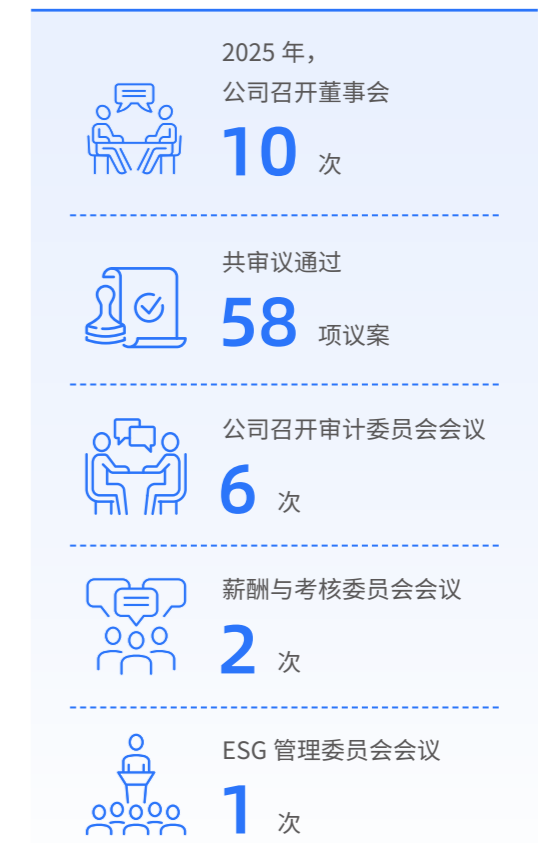 2025 年，
公司召开董事会
10 次
共审议通过
58 项议案
公司召开审计委员会会议
6 次
薪酬与考核委员会会议
2 次
ESG 管理委员会会议
1 次